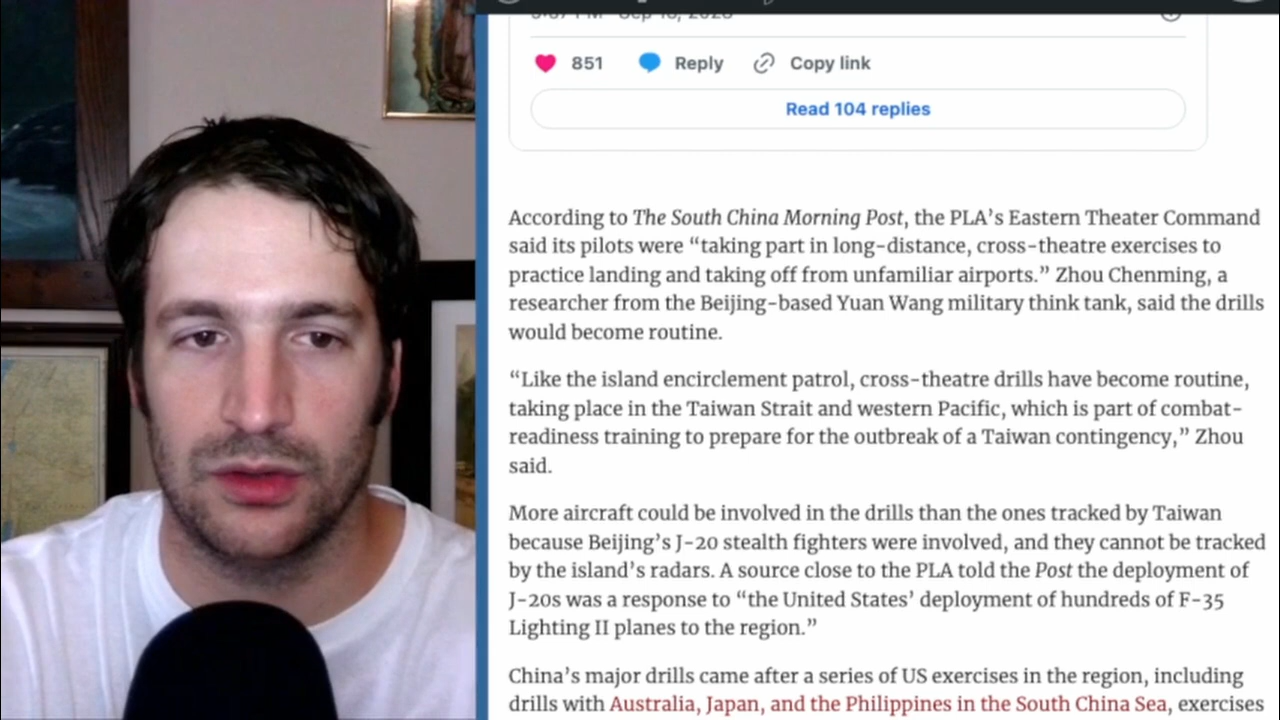 851 Reply Copy link
Read 104 replies
According to The South China Morning Post, the PLA’s Eastern Theater Command
said its pilots were “taking part in long-distance, cross-theatre exercises to
practice landing and taking off from unfamiliar airports.” Zhou Chenming, a
researcher from the Beijing-based Yuan Wang military think tank, said the drills
would become routine.
“Like the island encirclement patrol, cross-theatre drills have become routine,
taking place in the Taiwan Strait and western Pacific, which is part of combat-
readiness training to prepare for the outbreak of a Taiwan contingency,” Zhou
said.
More aircraft could be involved in the drills than the ones tracked by Taiwan
because Beijing’s J-20 stealth fighters were involved, and they cannot be tracked
by the island’s radars. A source close to the PLA told the Post the deployment of
J-20s was a response to “the United States’ deployment of hundreds of F-35
Lighting II planes to the region.”
China’s major drills came after a series of US exercises in the region, including
drills with Australia, Japan, and the Philippines in the South China Sea, exercises